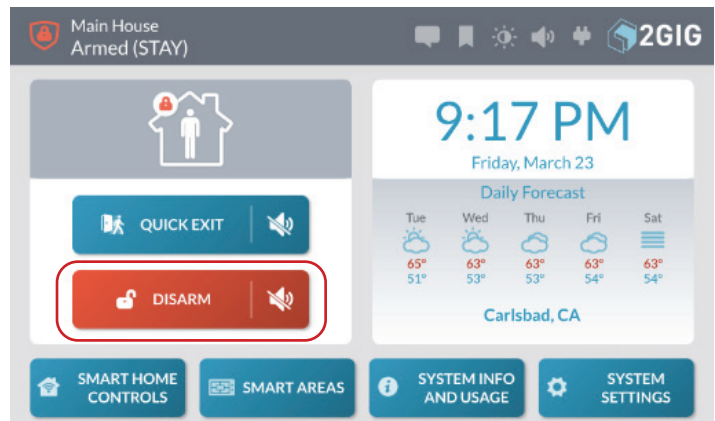 Main House
Armed (STAY)
2GIG
QUICK EXIT
DISARM
9:17 PM
Friday, March 23
Daily Forecast
Tue Wed Thu Fri Sat
65° 63° 63° 63° 63°
51° 53° 53° 54° 54°
Carlsbad, CA
SMART HOME
CONTROLS
SMART AREAS
SYSTEM INFO
AND USAGE
SYSTEM
SETTINGS